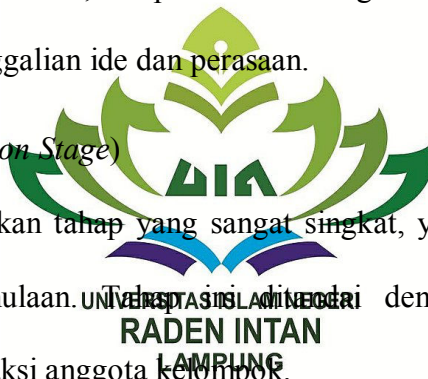 ggalian ide dan perasaan.
on Stage)
kan tahap yang sangat singkat, y
UIN
ulaan. Tahap ini ditandai den
UNIVERSITAS ISLAM NEGERI
RADEN INTAN
LAMPUNG
ksi anggota kelompok.